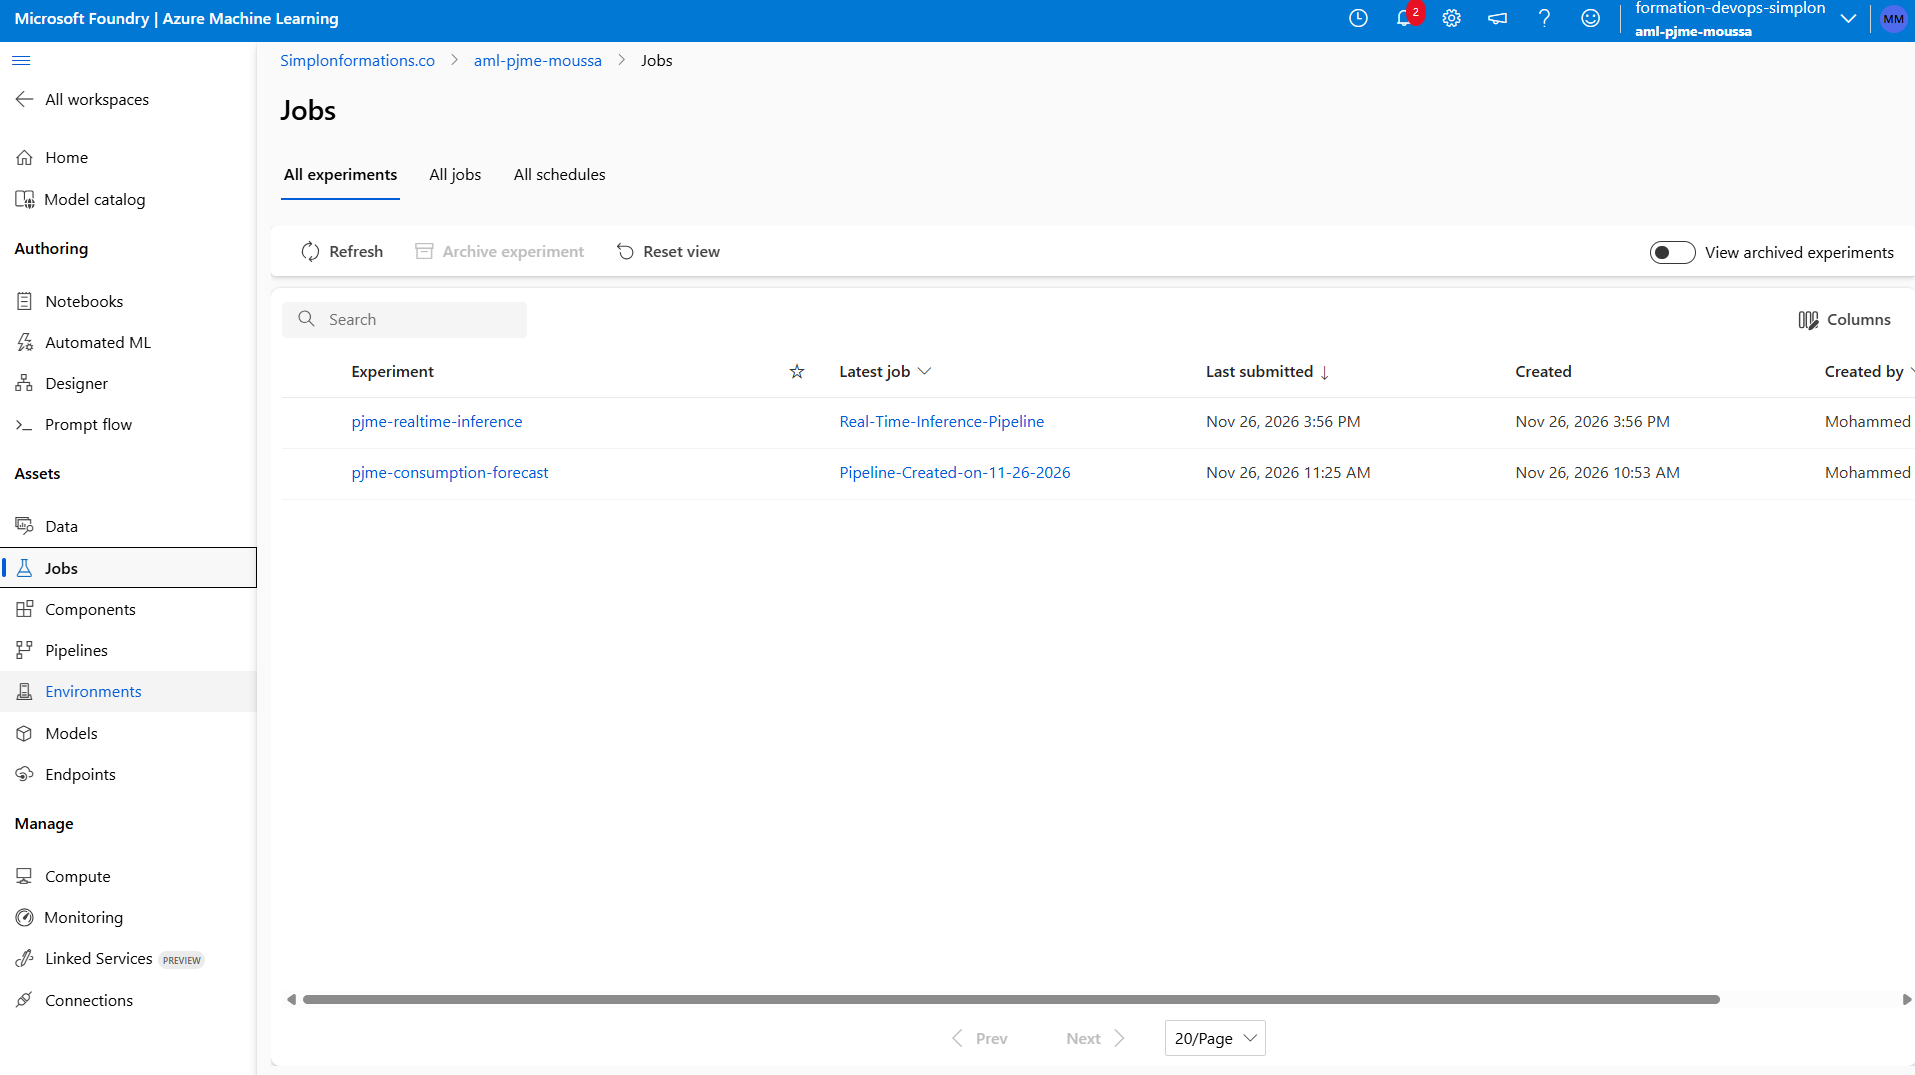 Microsoft Foundry | Azure Machine Learning
2
formation-devops-simplon
aml-pjme-moussa
MM
Simplonformations.co
aml-pjme-moussa
Jobs
All workspaces
Home
Model catalog
Authoring
Notebooks
Automated ML
Designer
Prompt flow
Assets
Data
Jobs
Components
Pipelines
Environments
Models
Endpoints
Manage
Compute
Monitoring
Linked Services PREVIEW
Connections
Jobs
All experiments All jobs All schedules
Refresh Archive experiment Reset view View archived experiments
Search Columns
Experiment Latest job Last submitted Created Created by
pjme-realtime-inference Real-Time-Inference-Pipeline Nov 26, 2026 3:56 PM Nov 26, 2026 3:56 PM Mohammed
pjme-consumption-forecast Pipeline-Created-on-11-26-2026 Nov 26, 2026 11:25 AM Nov 26, 2026 10:53 AM Mohammed
Prev Next 20/Page